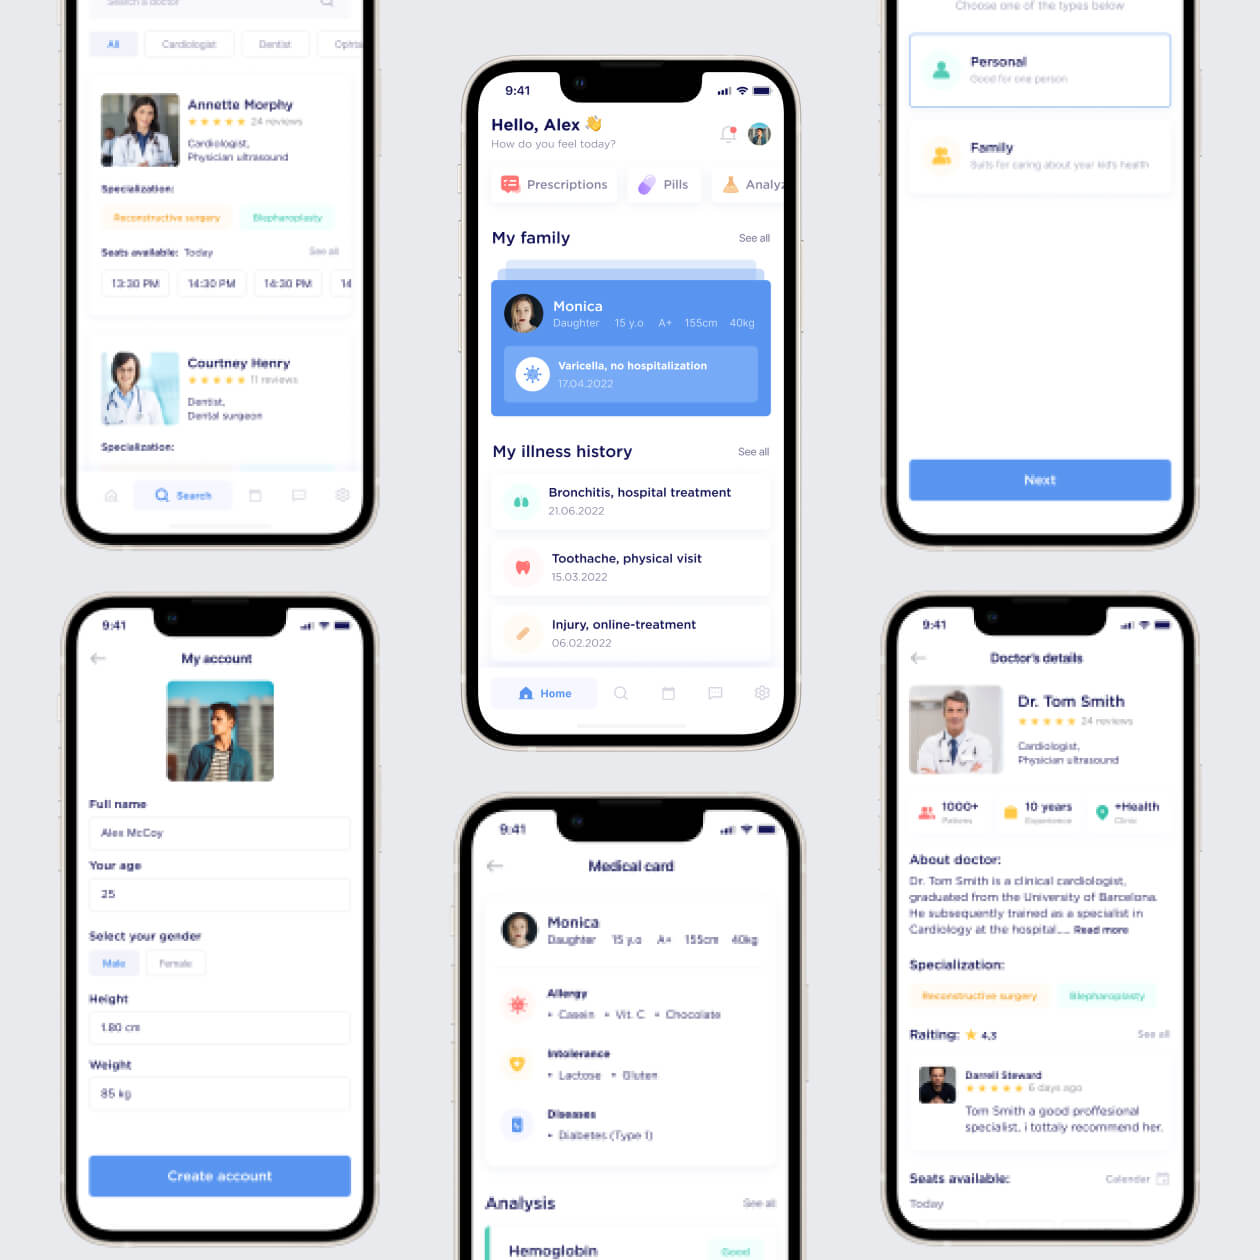 Search a doctor
All Cardiologist Dentist
Annette Morphy
24 reviews
Cardiologist,
Physician ultrasound
Specialization:
Reconstructive surgery Blepharoplasty
Seats available: Today See all
13:30 PM 14:30 PM 14:30 PM 14
Courtney Henry
11 reviews
Dentist,
Dental surgeon
Specialization:
Search
9:41
Hello, Alex 👋
How do you feel today?
Prescriptions Pills Analyz
My family See all
Monica
Daughter 15 y.o A+ 155cm 40kg
Varicella, no hospitalization
17.04.2022
My illness history See all
Bronchitis, hospital treatment
21.06.2022
Toothache, physical visit
15.03.2022
Injury, online-treatment
06.02.2022
Home
Choose one of the types below
Personal
Good for one person
Family
Suits for caring about your kid's health
Next
9:41
My account
Full name
Alex McCoy
Your age
25
Select your gender
Male Female
Height
1.80 cm
Weight
85 kg
Create account
9:41
Medical card
Monica
Daughter 15 y.o A+ 155cm 40kg
Allergy
• Casein • Vit. C • Chocolate
Intolerance
• Lactose • Gluten
Diseases
• Diabetes (Type 1)
Analysis See all
Hemoglobin Good
9:41
Doctor's details
Dr. Tom Smith
24 reviews
Cardiologist,
Physician ultrasound
1000+ 10 years +Health
Patients Experience Clinic
About doctor:
Dr. Tom Smith is a clinical cardiologist,
graduated from the University of Barcelona.
He subsequently trained as a specialist in
Cardiology at the hospital.... Read more
Specialization:
Reconstructive surgery Blepharoplasty
Raiting: 4,3 See all
Darrell Steward
6 days ago
Tom Smith a good proffesional
specialist, i tottaly recommend her.
Seats available: Calender
Today